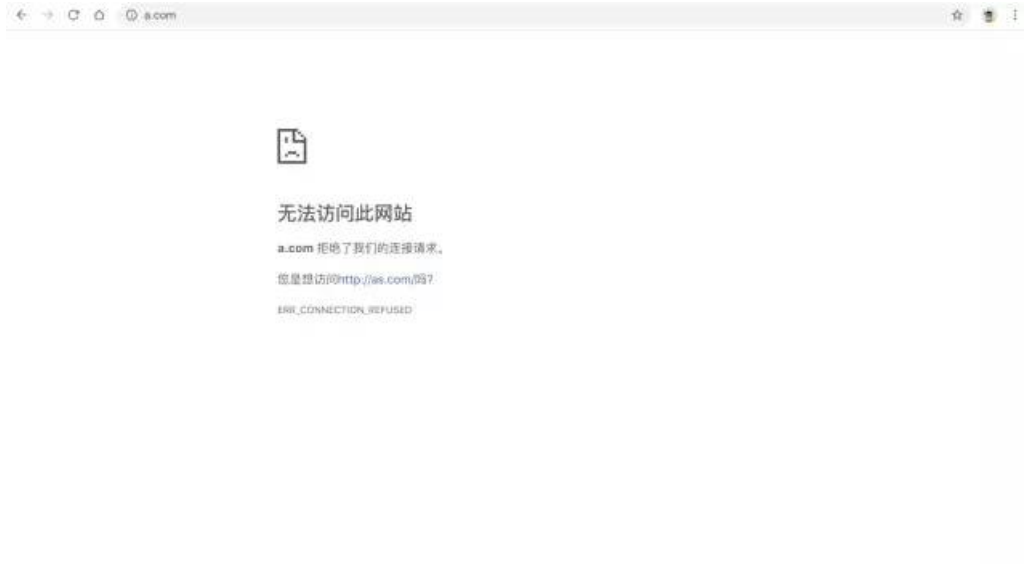 a.com
无法访问此网站
a.com 拒绝了我们的连接请求。
您是想访问http://as.com/吗?
ERR_CONNECTION_REFUSED